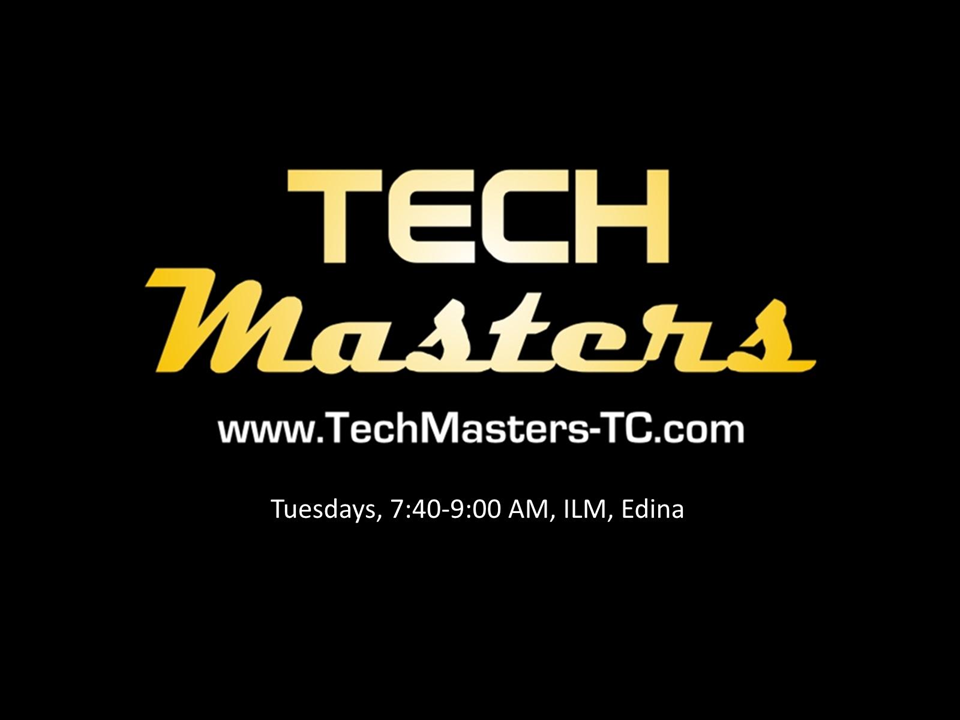 TECH
Masters
www.TechMasters-TC.com
Tuesdays, 7:40-9:00 AM, ILM, Edina